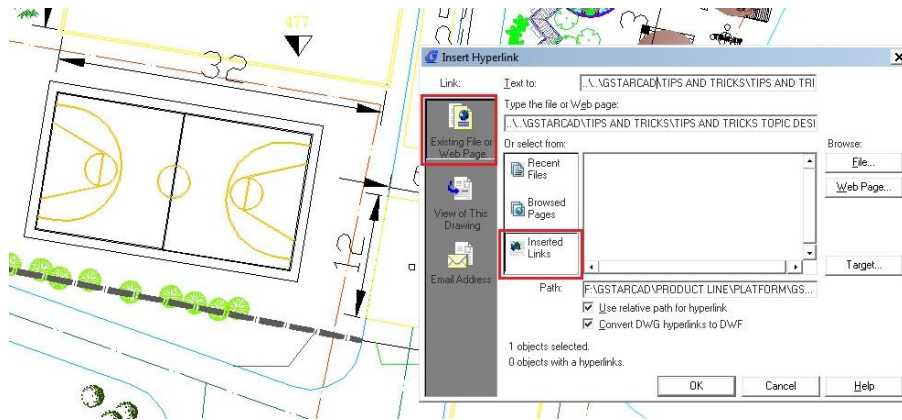 477
32
12
Insert Hyperlink
Link:
Text to:
..\..\GSTARCAD\TIPS AND TRICKS\TIPS AND TRI
Type the file or Web page:
..\..\GSTARCAD\TIPS AND TRICKS\TIPS AND TRICKS TOPIC DESI
Existing File or
Web Page
Or select from:
Browse:
Recent
Files
File...
Web Page...
View of This
Drawing
Browsed
Pages
Inserted
Links
Email Address
Target...
Path:
F:\GSTARCAD\PRODUCT LINE\PLATFORM\GS...
Use relative path for hyperlink
Convert DWG hyperlinks to DWF
1 objects selected.
0 objects with a hyperlinks.
OK
Cancel
Help